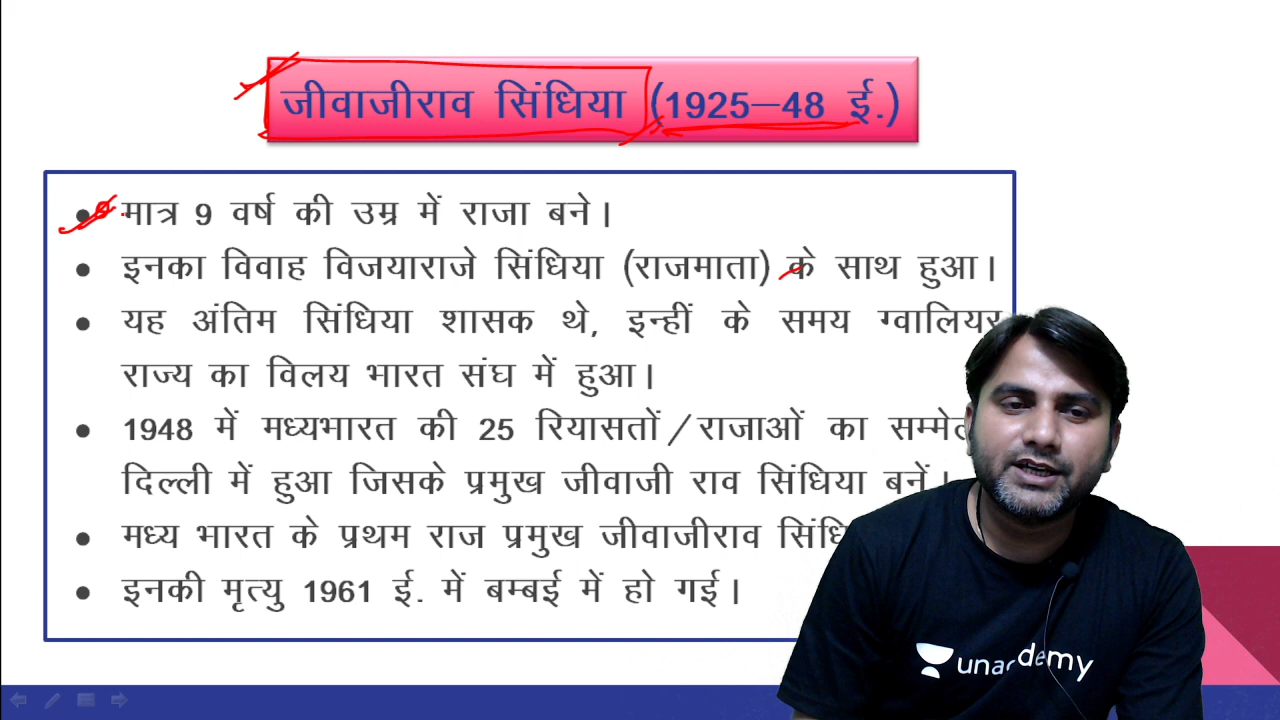 जीवाजीराव सिंधिया (1925–48 ई.)
• मात्र 9 वर्ष की उम्र में राजा बने।
• इनका विवाह विजयाराजे सिंधिया (राजमाता) के साथ हुआ।
• यह अंतिम सिंधिया शासक थे, इन्हीं के समय ग्वालियर
राज्य का विलय भारत संघ में हुआ।
• 1948 में मध्यभारत की 25 रियासतों/राजाओं का
दिल्ली में हुआ जिसके प्रमुख जीवाजी राव सिंधिया बनें।
• मध्य भारत के प्रथम राज प्रमुख जीवाजीराव
• इनकी मृत्यु 1961 ई. में बम्बई में हो गई।
unacademy